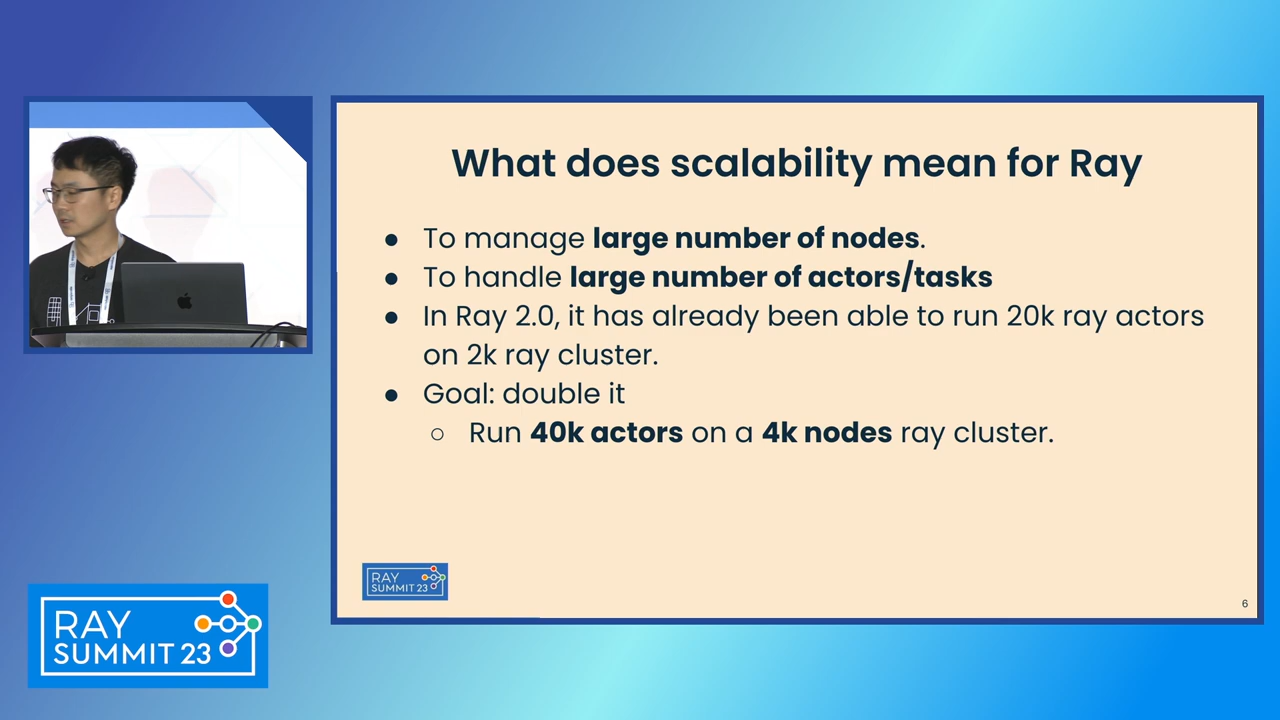 What does scalability mean for Ray
● To manage large number of nodes.
● To handle large number of actors/tasks
● In Ray 2.0, it has already been able to run 20k ray actors
on 2k ray cluster.
● Goal: double it
○ Run 40k actors on a 4k nodes ray cluster.
RAY
SUMMIT 23
6
RAY
SUMMIT 23